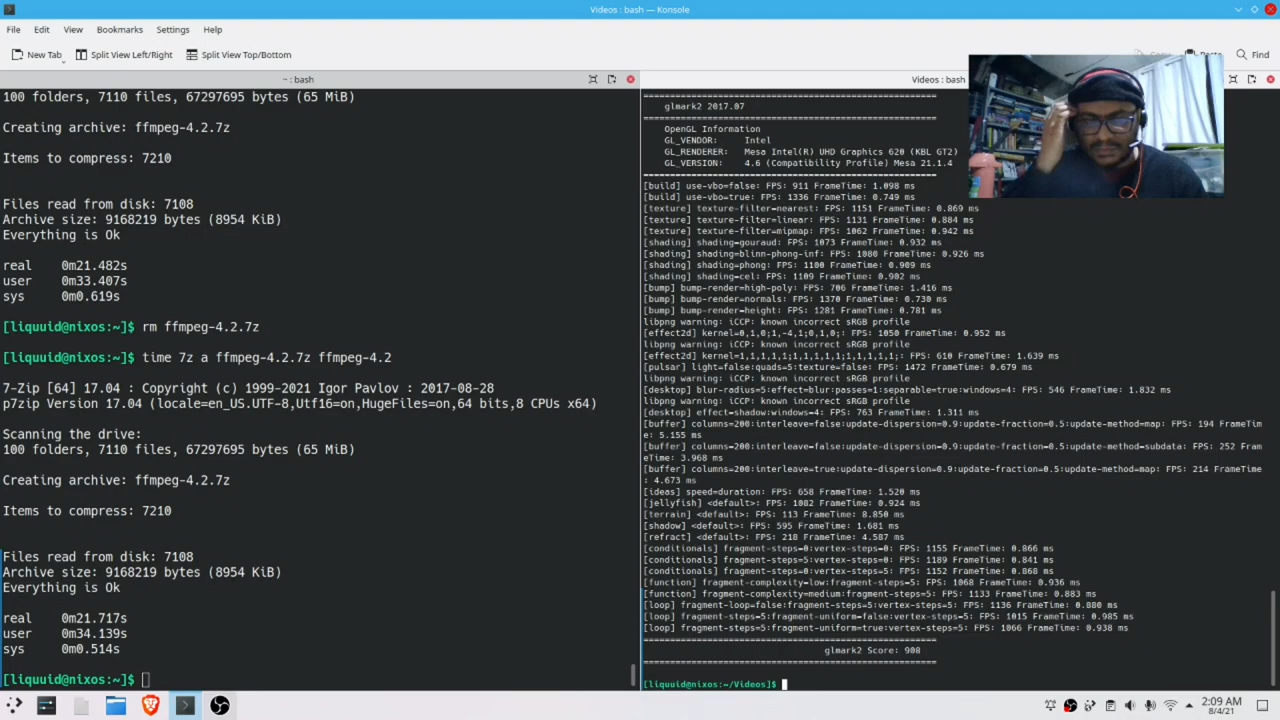 Videos : bash — Konsole
File Edit View Bookmarks Settings Help
New Tab Split View Left/Right Split View Top/Bottom Copy Paste Find
~ : bash
100 folders, 7110 files, 67297695 bytes (65 MiB)
Creating archive: ffmpeg-4.2.7z
Items to compress: 7210
Files read from disk: 7108
Archive size: 9168219 bytes (8954 KiB)
Everything is Ok
real 0m21.482s
user 0m33.407s
sys 0m0.619s
[liquuid@nixos:~]$ rm ffmpeg-4.2.7z
[liquuid@nixos:~]$ time 7z a ffmpeg-4.2.7z ffmpeg-4.2
7-Zip [64] 17.04 : Copyright (c) 1999-2021 Igor Pavlov : 2017-08-28
p7zip Version 17.04 (locale=en_US.UTF-8,Utf16=on,HugeFiles=on,64 bits,8 CPUs x64)
Scanning the drive:
100 folders, 7110 files, 67297695 bytes (65 MiB)
Creating archive: ffmpeg-4.2.7z
Items to compress: 7210
Files read from disk: 7108
Archive size: 9168219 bytes (8954 KiB)
Everything is Ok
real 0m21.717s
user 0m34.139s
sys 0m0.514s
[liquuid@nixos:~]$
Videos : bash
=======================================================
glmark2 2017.07
=======================================================
OpenGL Information
GL_VENDOR: Intel
GL_RENDERER: Mesa Intel(R) UHD Graphics 620 (KBL GT2)
GL_VERSION: 4.6 (Compatibility Profile) Mesa 21.1.4
=======================================================
[build] use-vbo=false: FPS: 911 FrameTime: 1.098 ms
[build] use-vbo=true: FPS: 1336 FrameTime: 0.749 ms
[texture] texture-filter=nearest: FPS: 1151 FrameTime: 0.869 ms
[texture] texture-filter=linear: FPS: 1131 FrameTime: 0.884 ms
[texture] texture-filter=mipmap: FPS: 1062 FrameTime: 0.942 ms
[shading] shading=gouraud: FPS: 1073 FrameTime: 0.932 ms
[shading] shading=blinn-phong-inf: FPS: 1080 FrameTime: 0.926 ms
[shading] shading=phong: FPS: 1100 FrameTime: 0.909 ms
[shading] shading=cel: FPS: 1109 FrameTime: 0.902 ms
[bump] bump-render=high-poly: FPS: 706 FrameTime: 1.416 ms
[bump] bump-render=normals: FPS: 1370 FrameTime: 0.730 ms
[bump] bump-render=height: FPS: 1281 FrameTime: 0.781 ms
libpng warning: iCCP: known incorrect sRGB profile
[effect2d] kernel=0,1,0;1,-4,1;0,1,0;: FPS: 1050 FrameTime: 0.952 ms
libpng warning: iCCP: known incorrect sRGB profile
[effect2d] kernel=1,1,1,1,1;1,1,1,1,1;1,1,1,1,1;: FPS: 610 FrameTime: 1.639 ms
[pulsar] light=false:quads=5:texture=false: FPS: 1472 FrameTime: 0.679 ms
libpng warning: iCCP: known incorrect sRGB profile
[desktop] blur-radius=5:effect=blur:passes=1:separable=true:windows=4: FPS: 546 FrameTime: 1.832 ms
libpng warning: iCCP: known incorrect sRGB profile
[desktop] effect=shadow:windows=4: FPS: 763 FrameTime: 1.311 ms
[buffer] columns=200:interleave=false:update-dispersion=0.9:update-fraction=0.5:update-method=map: FPS: 194 FrameTim
e: 5.155 ms
[buffer] columns=200:interleave=false:update-dispersion=0.9:update-fraction=0.5:update-method=subdata: FPS: 252 Fram
eTime: 3.968 ms
[buffer] columns=200:interleave=true:update-dispersion=0.9:update-fraction=0.5:update-method=map: FPS: 214 FrameTime
: 4.673 ms
[ideas] speed=duration: FPS: 658 FrameTime: 1.520 ms
[jellyfish] <default>: FPS: 1082 FrameTime: 0.924 ms
[terrain] <default>: FPS: 113 FrameTime: 8.850 ms
[shadow] <default>: FPS: 595 FrameTime: 1.681 ms
[refract] <default>: FPS: 218 FrameTime: 4.587 ms
[conditionals] fragment-steps=0:vertex-steps=0: FPS: 1155 FrameTime: 0.866 ms
[conditionals] fragment-steps=5:vertex-steps=0: FPS: 1189 FrameTime: 0.841 ms
[conditionals] fragment-steps=0:vertex-steps=5: FPS: 1152 FrameTime: 0.868 ms
[function] fragment-complexity=low:fragment-steps=5: FPS: 1068 FrameTime: 0.936 ms
[function] fragment-complexity=medium:fragment-steps=5: FPS: 1133 FrameTime: 0.883 ms
[loop] fragment-loop=false:fragment-steps=5:vertex-steps=5: FPS: 1136 FrameTime: 0.880 ms
[loop] fragment-steps=5:fragment-uniform=false:vertex-steps=5: FPS: 1015 FrameTime: 0.985 ms
[loop] fragment-steps=5:fragment-uniform=true:vertex-steps=5: FPS: 1066 FrameTime: 0.938 ms
=======================================================
glmark2 Score: 908
=======================================================
[liquuid@nixos:~/Videos]$
2:09 AM
8/4/21